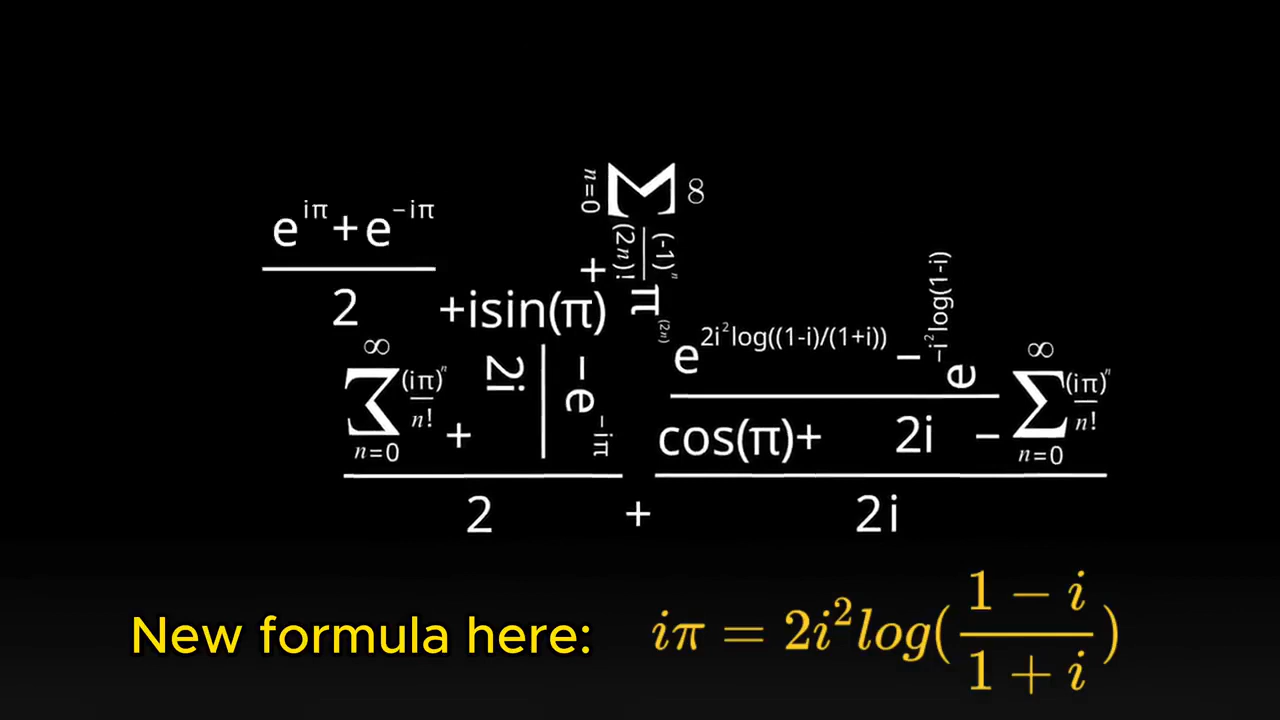 n=0 ∑ ∞
(-1)ⁿ
(2n)!
π⁽²ⁿ⁾
+
e^iπ + e^-iπ
2
+isin(π)
e^2i²log((1-i)/(1+i)) − e^-i²log(1-i)
∞
∑ (iπ)ⁿ
n!
n=0
+
2i
-e^-iπ
cos(π)+
2i
−
∞
∑ (iπ)ⁿ
n!
n=0
2 + 2i
New formula here: iπ = 2i²log(
1 − i
1 + i
)